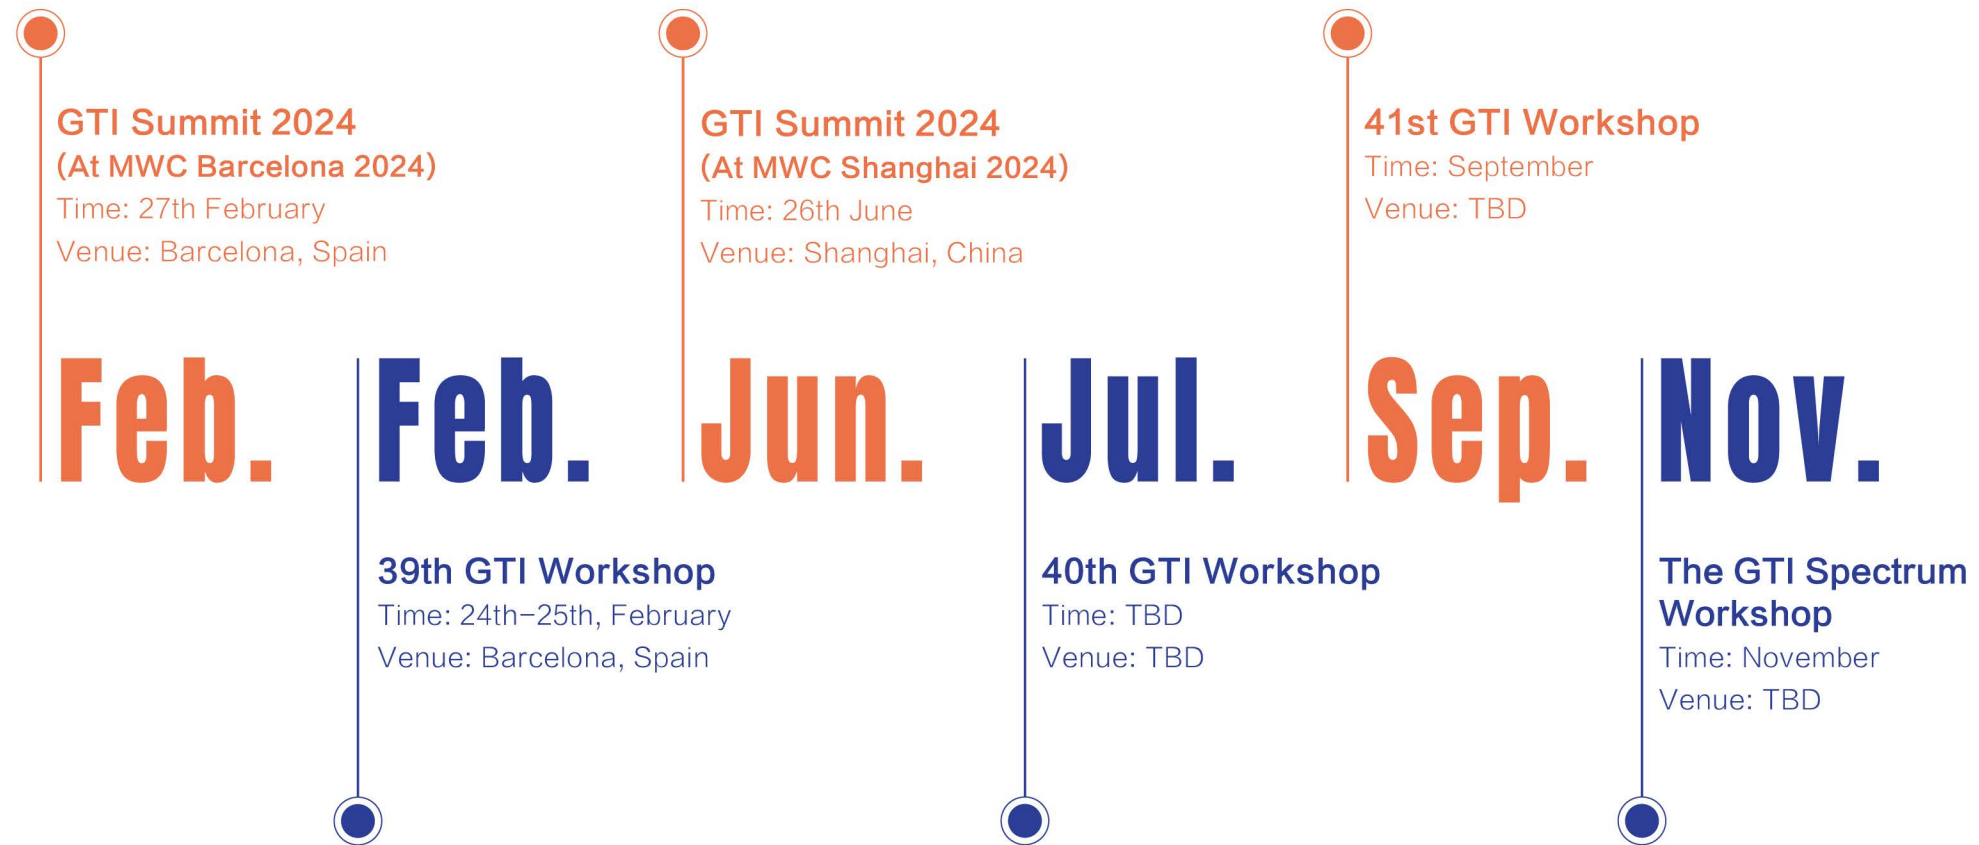 GTI Summit 2024
(At MWC Barcelona 2024)
Time: 27th February
Venue: Barcelona, Spain
GTI Summit 2024
(At MWC Shanghai 2024)
Time: 26th June
Venue: Shanghai, China
41st GTI Workshop
Time: September
Venue: TBD
Feb.
Feb.
Jun.
Jul.
Sep.
Nov.
39th GTI Workshop
Time: 24th-25th, February
Venue: Barcelona, Spain
40th GTI Workshop
Time: TBD
Venue: TBD
The GTI Spectrum
Workshop
Time: November
Venue: TBD